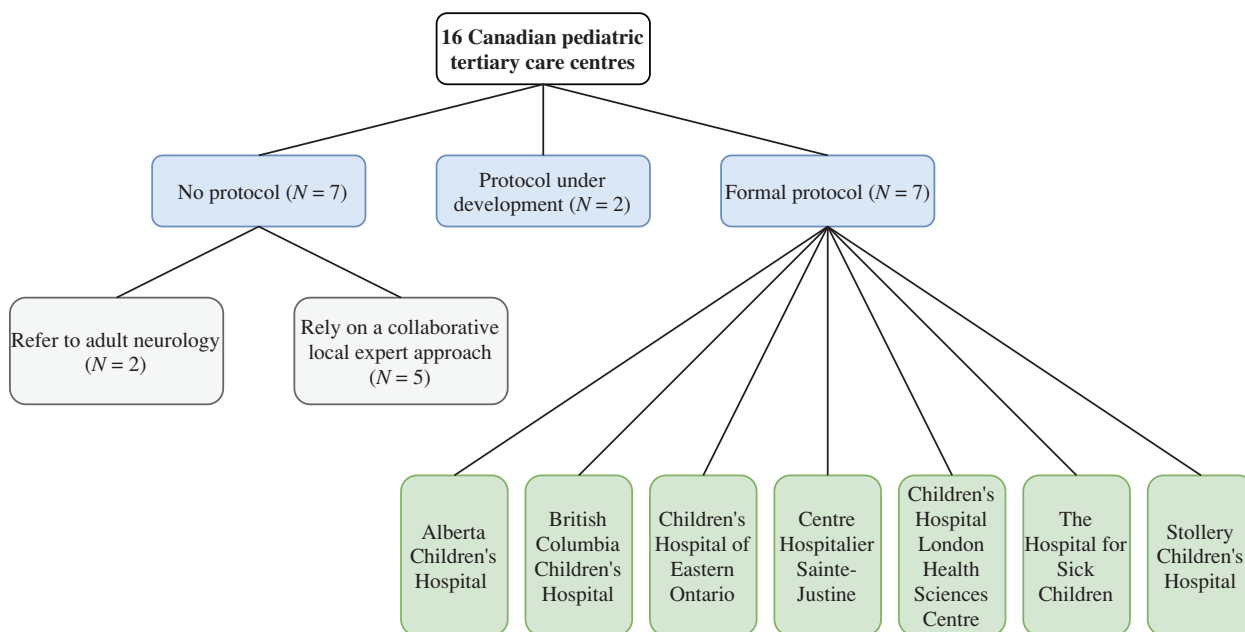 16 Canadian pediatric
tertiary care centres
No protocol (N = 7)
Protocol under
development (N = 2)
Formal protocol (N = 7)
Refer to adult neurology
(N = 2)
Rely on a collaborative
local expert approach
(N = 5)
Alberta
Children's
Hospital
British
Columbia
Children's
Hospital
Children's
Hospital of
Eastern
Ontario
Centre
Hospitalier
Sainte-
Justine
Children's
Hospital
London
Health
Sciences
Centre
The
Hospital for
Sick
Children
Stollery
Children's
Hospital